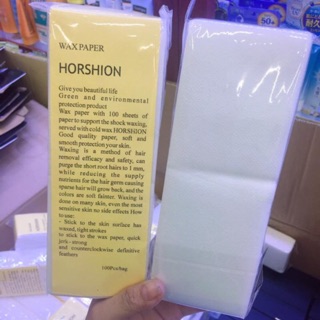 WAX PAPER
HORSHION
Give you beautiful life
Green and environmental
protection product
Wax paper with 100 sheets of
paper to support the shock waxing,
served with cold wax HORSHION
Good quality paper, soft and
smooth protection your skin.
Waxing is a method of hair
removal efficacy and safety, can
purge the short roots hairs to 1 mm,
while reducing the supply
nutrients for the hair germ causing
sparse hair will grow back, and the
colors are soft fainter. Waxing is
done on many skin, even the most
sensitive skin no side effects How
to use:
- Stick to the skin surface has
waxed, right strokes
- to stick to the wax paper, quick
jerk - strong
and counterclockwise definitive
feathers
100Pcs/bag